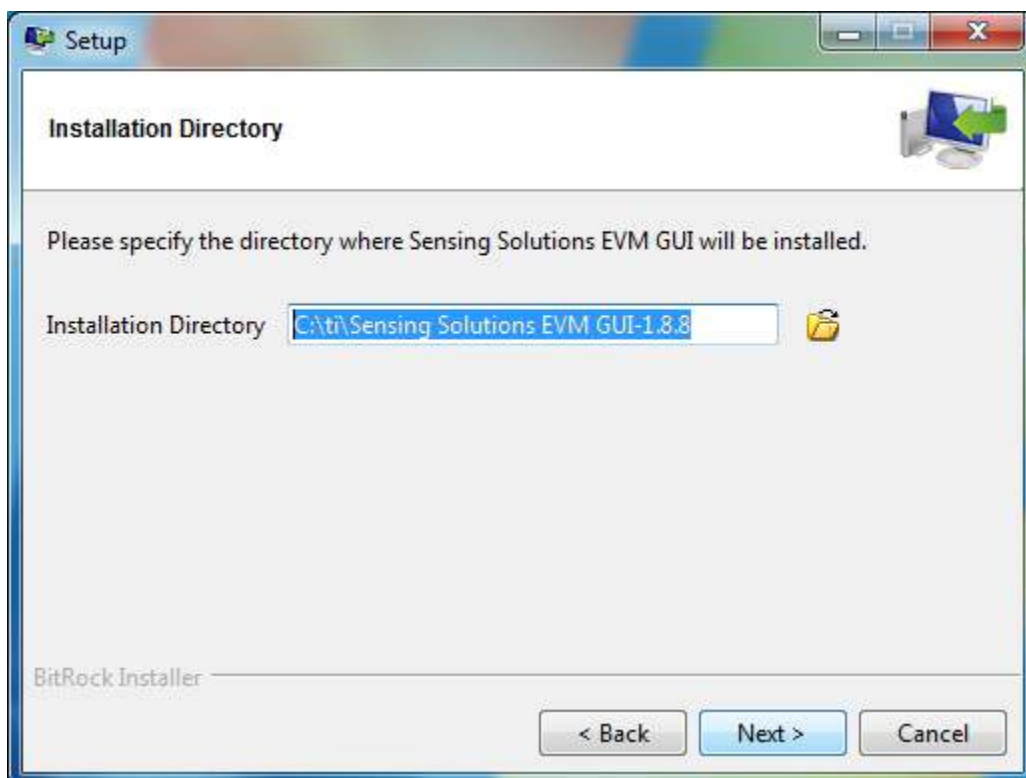 Setup
Installation Directory
Please specify the directory where Sensing Solutions EVM GUI will be installed.
Installation Directory C:\ti\Sensing Solutions EVM GUI-1.8.8
BitRock Installer
< Back Next > Cancel